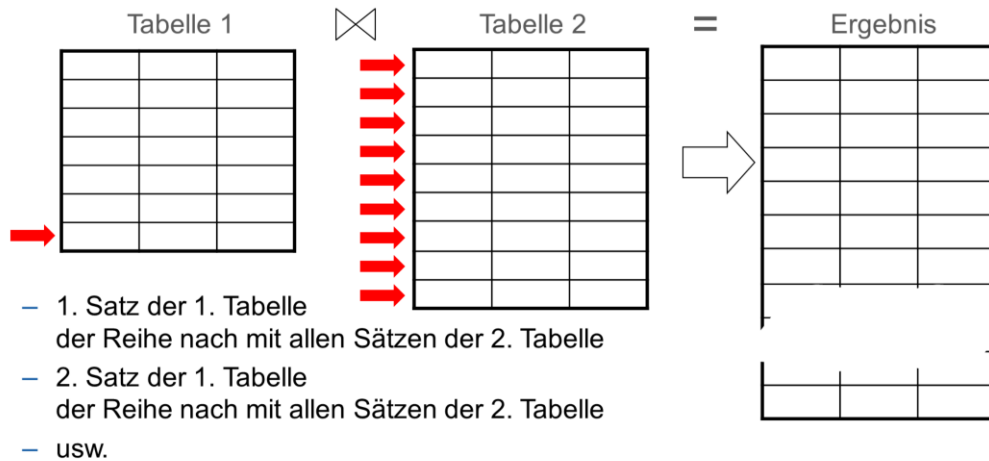 Tabelle 1 ⋈ Tabelle 2 = Ergebnis
– 1. Satz der 1. Tabelle
der Reihe nach mit allen Sätzen der 2. Tabelle
– 2. Satz der 1. Tabelle
der Reihe nach mit allen Sätzen der 2. Tabelle
– usw.